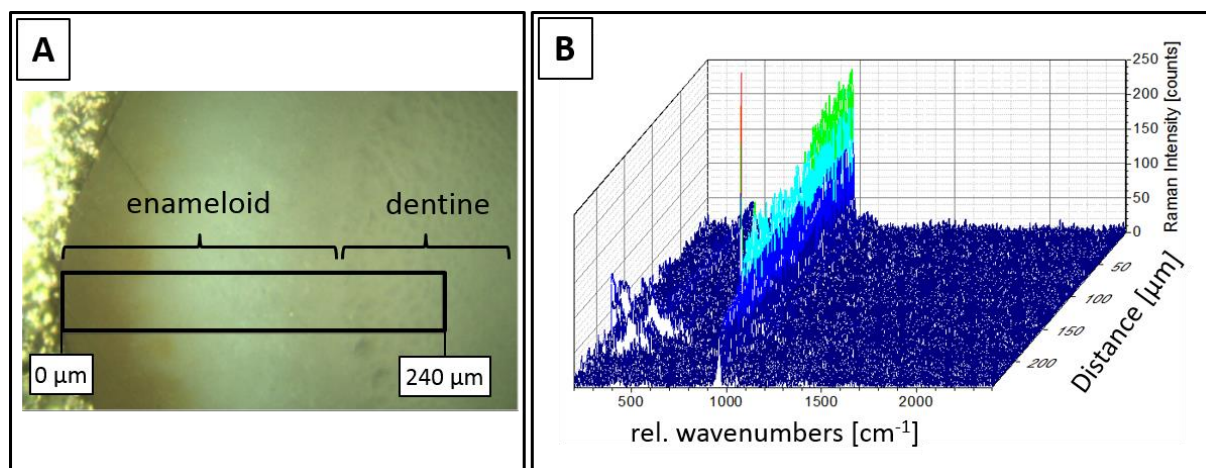 A
enameloid
dentine
0 µm
240 µm
B
250
200
150
100
50
0
Raman Intensity [counts]
50
100
150
200
Distance [µm]
500
1000
1500
2000
rel. wavenumbers [cm⁻¹]